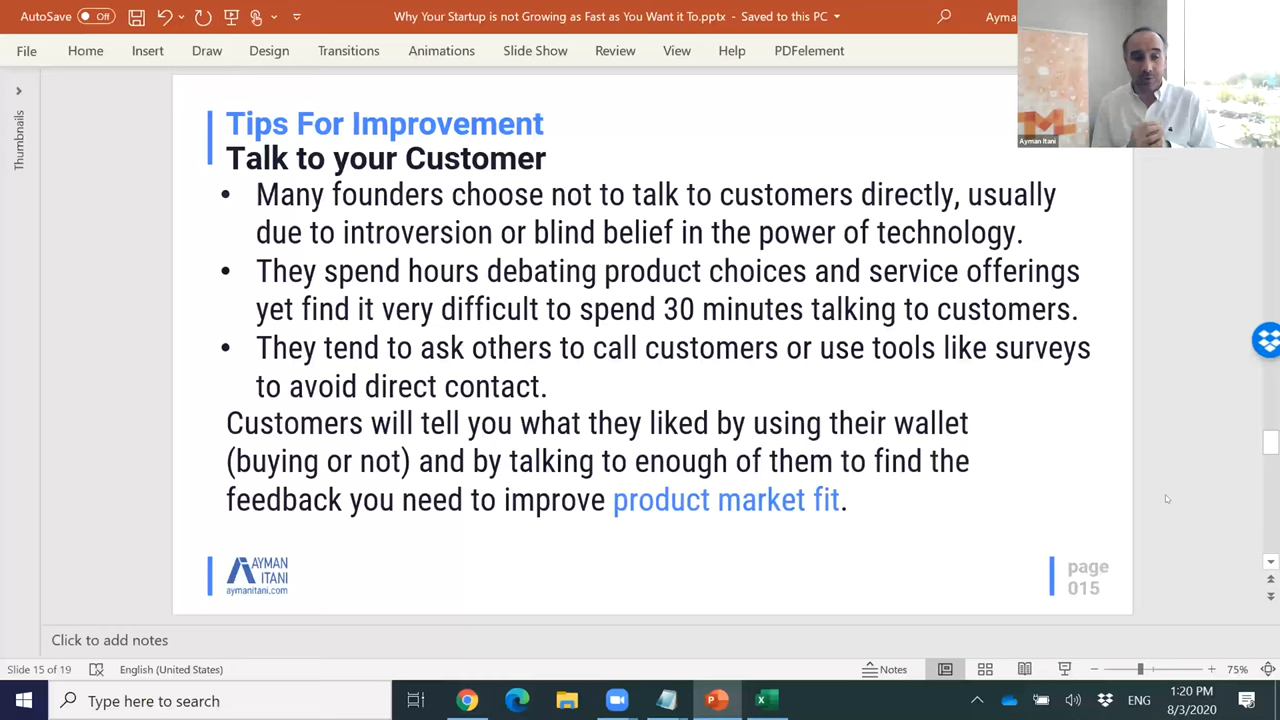 AutoSave Off Why Your Startup is not Growing as Fast as You Want it To.pptx - Saved to this PC Ayma
File Home Insert Draw Design Transitions Animations Slide Show Review View Help PDFelement
Ayman Itani
Thumbnails
Tips For Improvement
Talk to your Customer
• Many founders choose not to talk to customers directly, usually
due to introversion or blind belief in the power of technology.
• They spend hours debating product choices and service offerings
yet find it very difficult to spend 30 minutes talking to customers.
• They tend to ask others to call customers or use tools like surveys
to avoid direct contact.
Customers will tell you what they liked by using their wallet
(buying or not) and by talking to enough of them to find the
feedback you need to improve product market fit.
AYMAN
ITANI
aymanitani.com
page
015
Click to add notes
Slide 15 of 19 English (United States) Notes 75%
Type here to search ENG 1:20 PM
8/3/2020